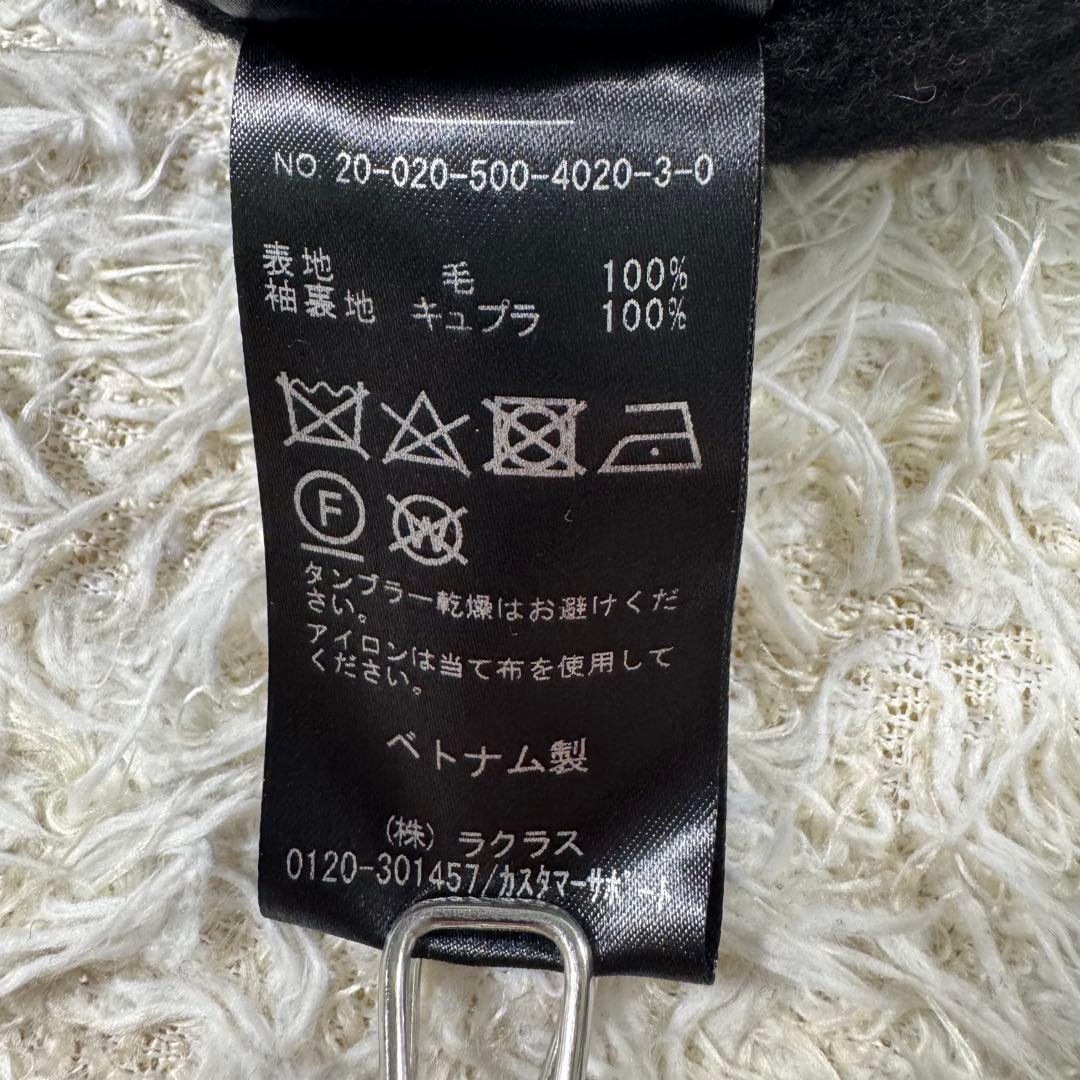 NO 20-020-500-4020-3-0
表地 毛 100%
袖裏地 キュプラ 100%
F
W
タンブラー乾燥はお避けくだ
さい。
アイロンは当て布を使用して
ください。
ベトナム製
(株) ラクラス
0120-301457/カスタマーサポート